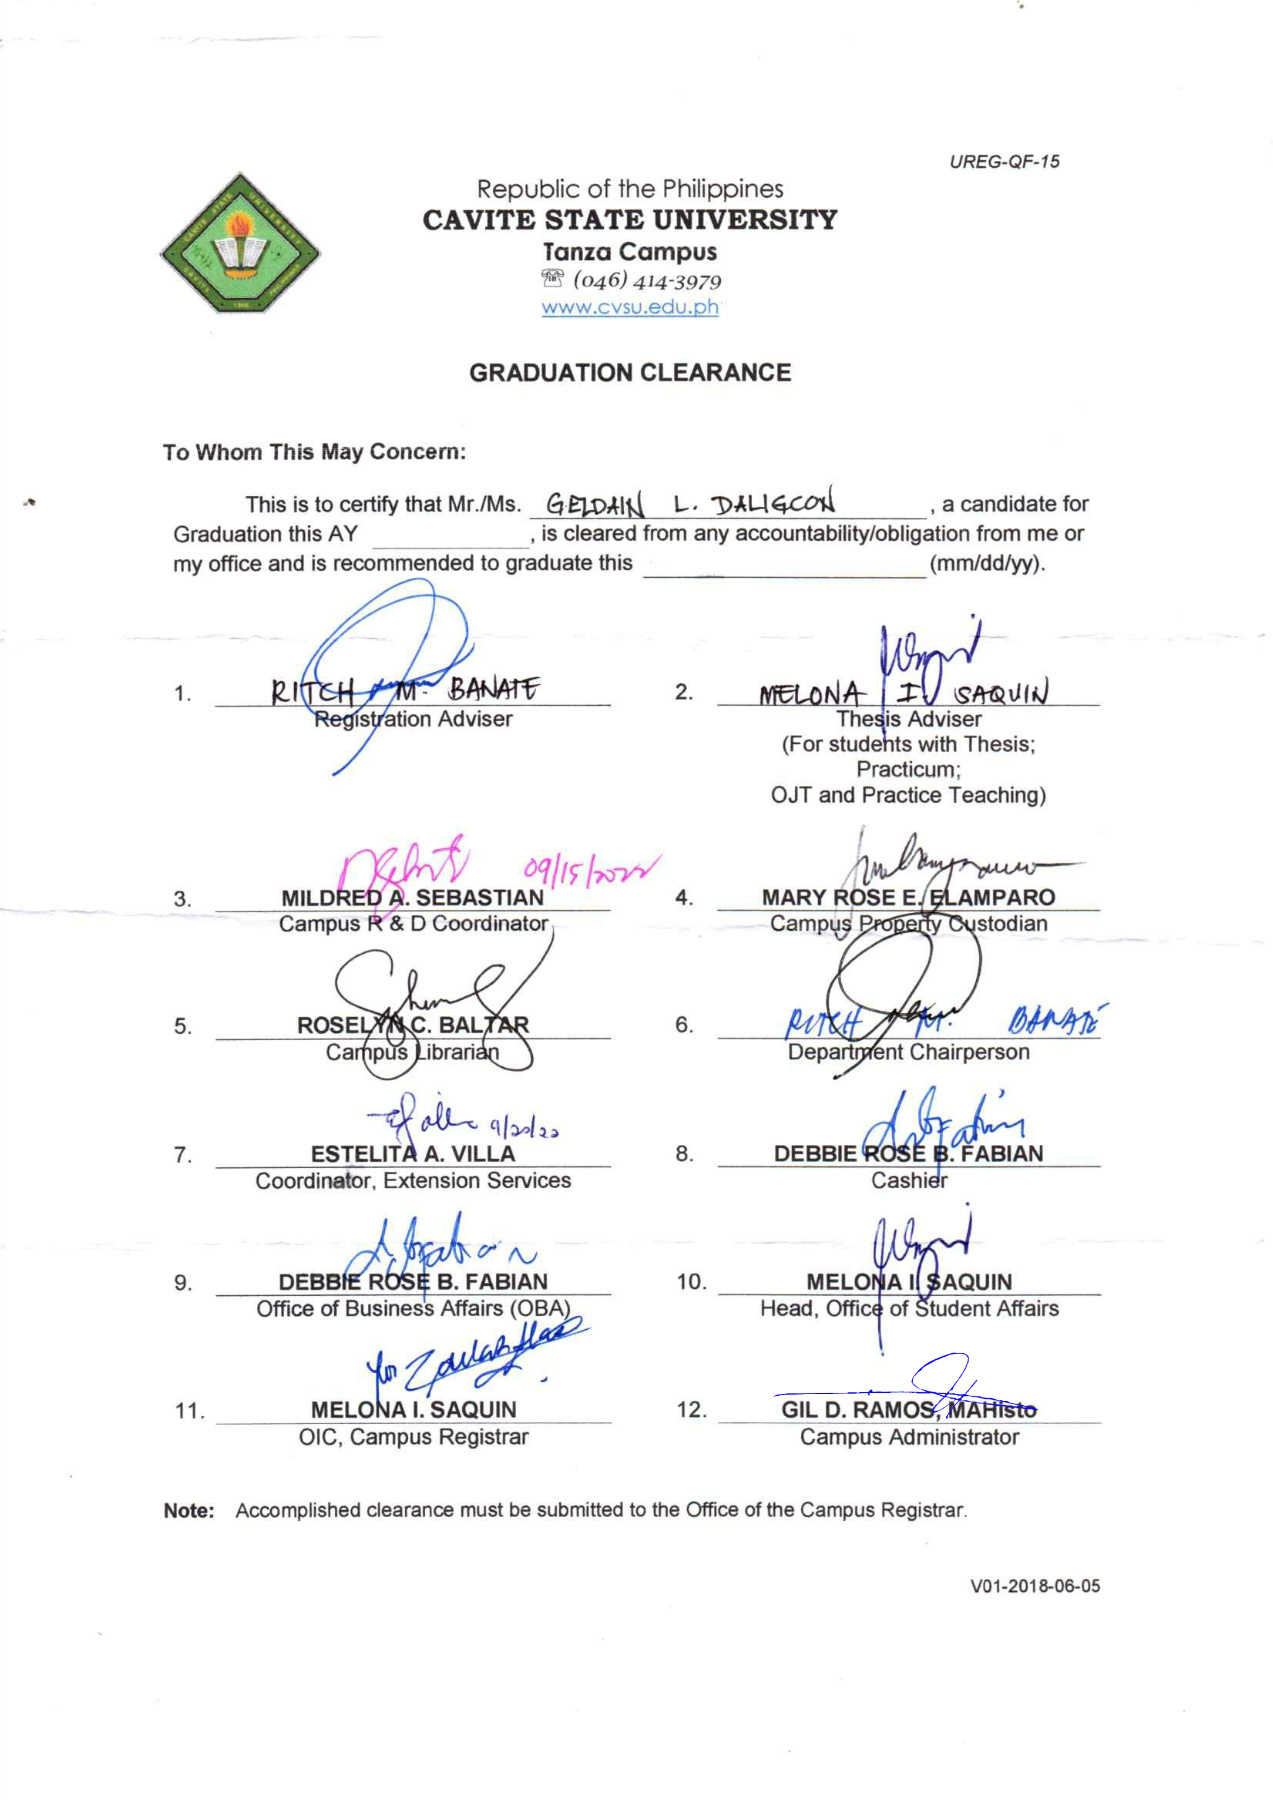 UREG-QF-15
Republic of the Philippines
CAVITE STATE UNIVERSITY
Tanza Campus
☏ (046) 414-3979
www.cvsu.edu.ph
GRADUATION CLEARANCE
To Whom This May Concern:
This is to certify that Mr./Ms. GELDAIN L. DALIGCON, a candidate for
Graduation this AY ______________, is cleared from any accountability/obligation from me or
my office and is recommended to graduate this ______________ (mm/dd/yy).
1. RITCH M. BANATE
Registration Adviser
2. MELONA I. SAQUIN
Thesis Adviser
(For students with Thesis;
Practicum;
OJT and Practice Teaching)
09/15/2022
3. MILDRED A. SEBASTIAN
Campus R & D Coordinator
4. MARY ROSE E. ELAMPARO
Campus Property Custodian
5. ROSELYN C. BALTAR
Campus Librarian
6. RITCH M. BANATE
Department Chairperson
9/20/22
7. ESTELITA A. VILLA
Coordinator, Extension Services
8. DEBBIE ROSE B. FABIAN
Cashier
9. DEBBIE ROSE B. FABIAN
Office of Business Affairs (OBA)
10. MELONA I. SAQUIN
Head, Office of Student Affairs
11. MELONA I. SAQUIN
OIC, Campus Registrar
12. GIL D. RAMOS, MAHisto
Campus Administrator
Note: Accomplished clearance must be submitted to the Office of the Campus Registrar.
V01-2018-06-05